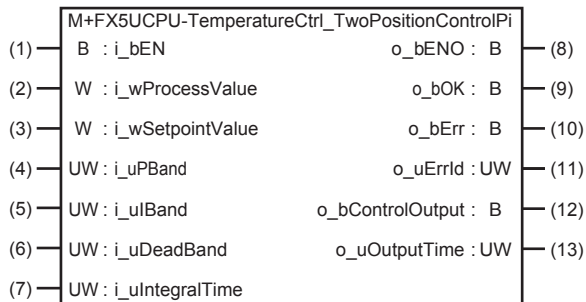 M+FX5UCPU-TemperatureCtrl_TwoPositionControlPi
(1) B : i_bEN o_bENO : B (8)
(2) W : i_wProcessValue o_bOK : B (9)
(3) W : i_wSetpointValue o_bErr : B (10)
(4) UW : i_uPBand o_uErrId : UW (11)
(5) UW : i_uIBand o_bControlOutput : B (12)
(6) UW : i_uDeadBand o_uOutputTime : UW (13)
(7) UW : i_uIntegralTime